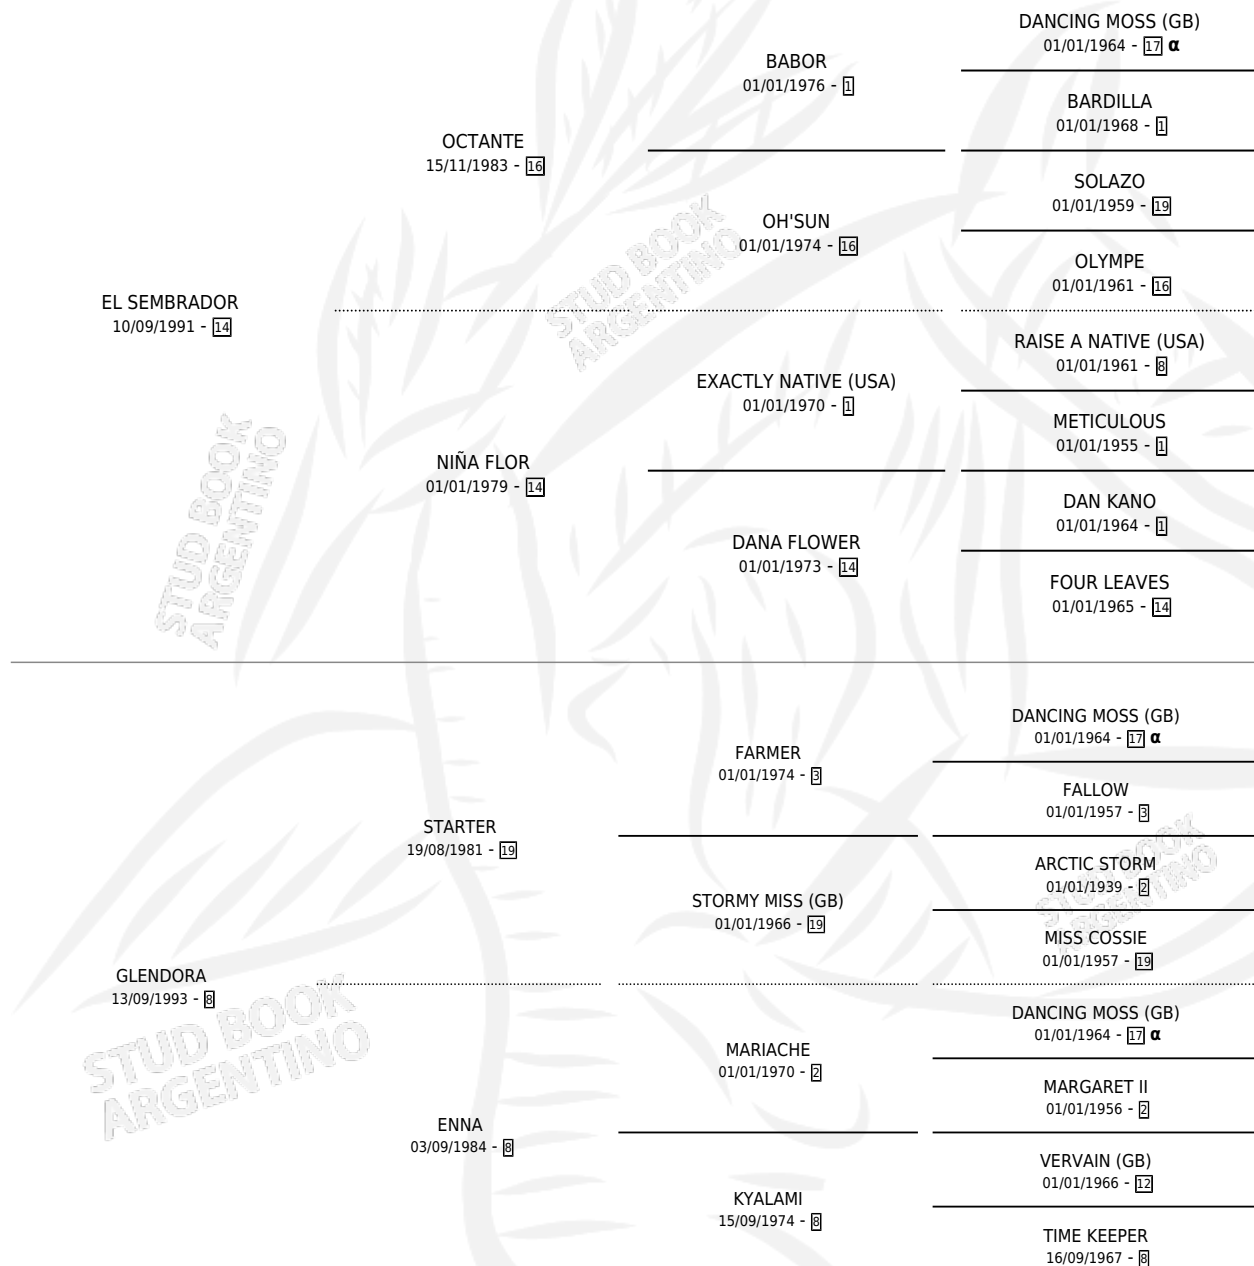 DANCING MOSS (GB)
01/01/1964 - 17 α
BABOR
01/01/1976 - 1
BARDILLA
01/01/1968 - 1
OCTANTE
15/11/1983 - 16
SOLAZO
01/01/1959 - 19
OH'SUN
01/01/1974 - 16
OLYMPE
01/01/1961 - 16
EL SEMBRADOR
10/09/1991 - 14
RAISE A NATIVE (USA)
01/01/1961 - 8
EXACTLY NATIVE (USA)
01/01/1970 - 1
METICULOUS
01/01/1955 - 1
NIÑA FLOR
01/01/1979 - 14
DAN KANO
01/01/1964 - 1
DANA FLOWER
01/01/1973 - 14
FOUR LEAVES
01/01/1965 - 14
DANCING MOSS (GB)
01/01/1964 - 17 α
FARMER
01/01/1974 - 3
FALLOW
01/01/1957 - 3
STARTER
19/08/1981 - 19
ARCTIC STORM
01/01/1939 - 2
STORMY MISS (GB)
01/01/1966 - 19
MISS COSSIE
01/01/1957 - 19
GLENDORA
13/09/1993 - 8
DANCING MOSS (GB)
01/01/1964 - 17 α
MARIACHE
01/01/1970 - 2
MARGARET II
01/01/1956 - 2
ENNA
03/09/1984 - 8
VERVAIN (GB)
01/01/1966 - 12
KYALAMI
15/09/1974 - 8
TIME KEEPER
16/09/1967 - 8
STUD BOOK
ARGENTINO
STUD BOOK
ARGENTINO
STUD BOOK
ARGENTINO
STUD BOOK
ARGENTINO